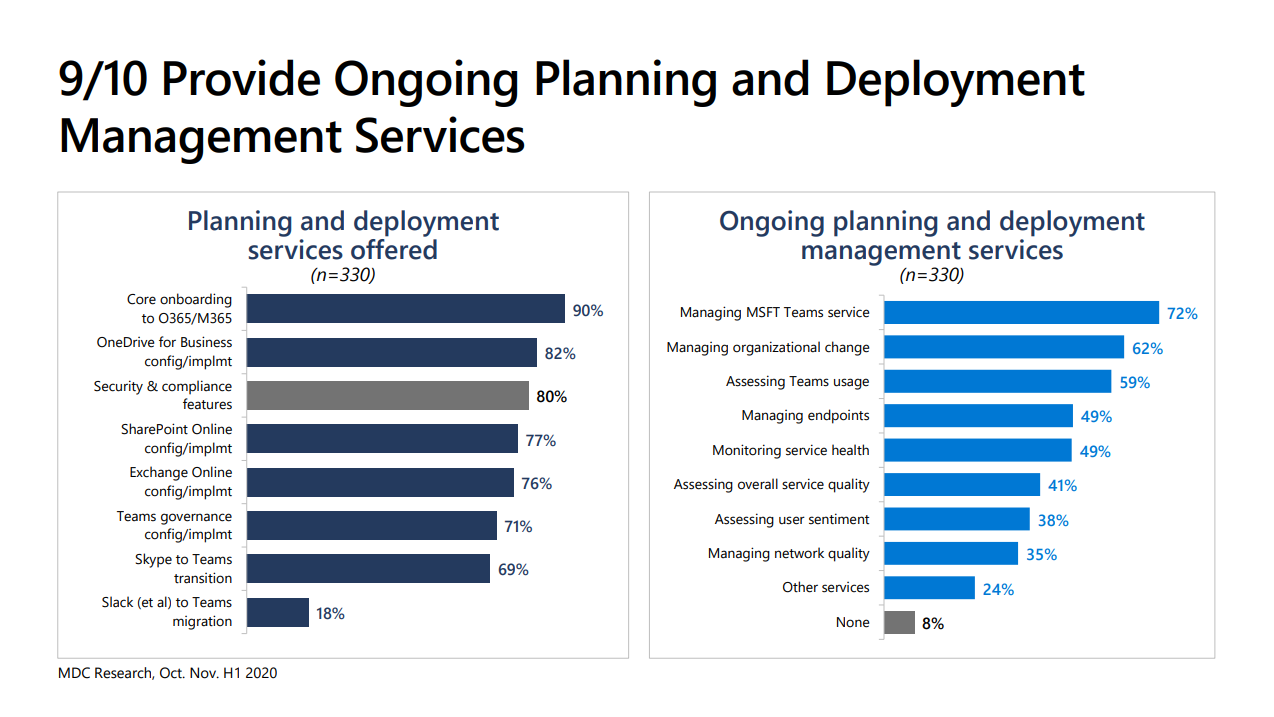 9/10 Provide Ongoing Planning and Deployment
Management Services
Planning and deployment
services offered
(n=330)
Core onboarding
to O365/M365
90%
OneDrive for Business
config/implmt
82%
Security & compliance
features
80%
SharePoint Online
config/implmt
77%
Exchange Online
config/implmt
76%
Teams governance
config/implmt
71%
Skype to Teams
transition
69%
Slack (et al) to Teams
migration
18%
Ongoing planning and deployment
management services
(n=330)
Managing MSFT Teams service 72%
Managing organizational change 62%
Assessing Teams usage 59%
Managing endpoints 49%
Monitoring service health 49%
Assessing overall service quality 41%
Assessing user sentiment 38%
Managing network quality 35%
Other services 24%
None 8%
MDC Research, Oct. Nov. H1 2020